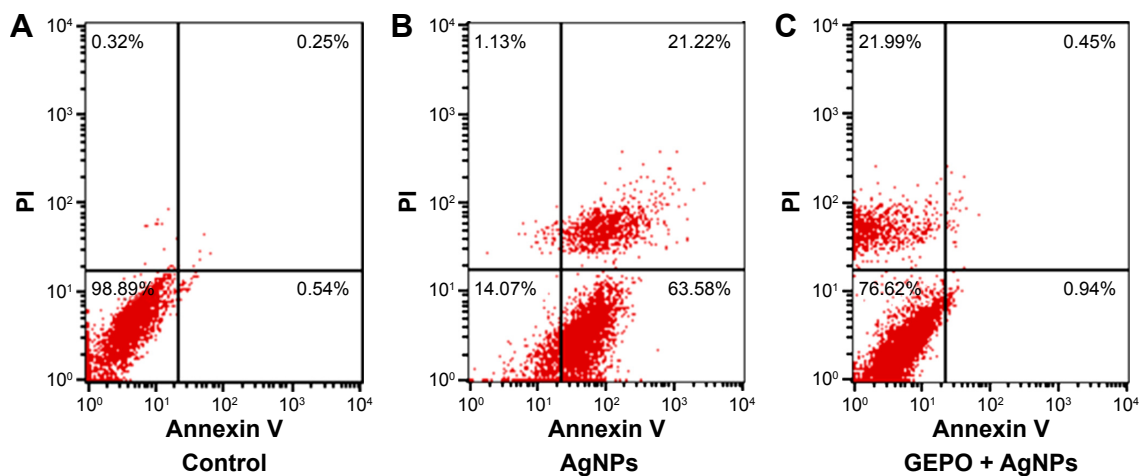 A
B
C
0.32%
0.25%
1.13%
21.22%
21.99%
0.45%
98.89%
0.54%
14.07%
63.58%
76.62%
0.94%
PI
10⁴
10³
10²
10¹
10⁰
PI
10⁴
10³
10²
10¹
10⁰
PI
10⁴
10³
10²
10¹
10⁰
10⁰ 10¹ 10² 10³ 10⁴
10⁰ 10¹ 10² 10³ 10⁴
10⁰ 10¹ 10² 10³ 10⁴
Annexin V
Annexin V
Annexin V
Control
AgNPs
GEPO + AgNPs